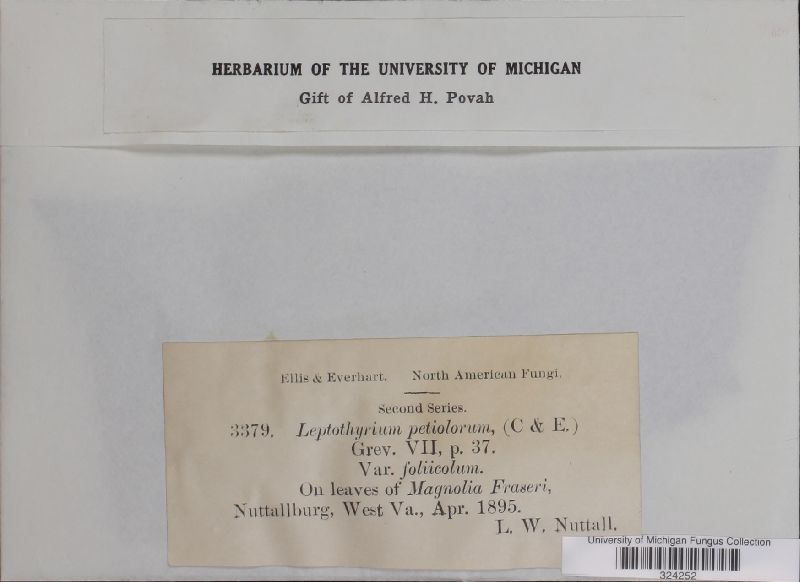 HERBARIUM OF THE UNIVERSITY OF MICHIGAN
Gift of Alfred H. Povah
Ellis & Everhart. North American Fungi.
Second Series.
3379. Leptothyrium petiolorum, (C & E.)
Grev. VII, p. 37.
Var. foliicolum.
On leaves of Magnolia Fraseri,
Nuttallburg, West Va., Apr. 1895.
L. W. Nuttall.
University of Michigan Fungus Collection
324252